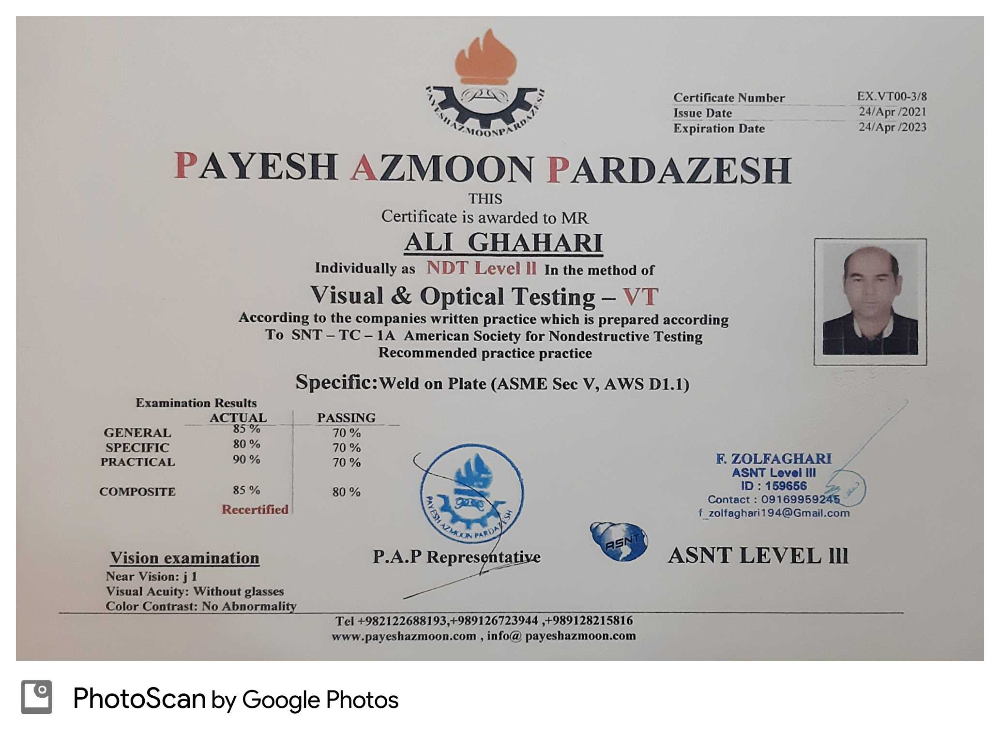 PAYESH AZMOON PARDAZESH
Certificate Number EX.VT00-3/8
Issue Date 24/Apr /2021
Expiration Date 24/Apr /2023
PAYESH AZMOON PARDAZESH
THIS
Certificate is awarded to MR
ALI GHAHARI
Individually as NDT Level ll In the method of
Visual & Optical Testing – VT
According to the companies written practice which is prepared according
To SNT – TC – 1A American Society for Nondestructive Testing
Recommended practice practice
Specific:Weld on Plate (ASME Sec V, AWS D1.1)
Examination Results
ACTUAL PASSING
GENERAL 85 % 70 %
SPECIFIC 80 % 70 %
PRACTICAL 90 % 70 %
COMPOSITE 85 % 80 %
Recertified
PAYESH AZMOON PARDAZESH
F. ZOLFAGHARI
ASNT Level III
ID : 159656
Contact : 09169959245
f_zolfaghari194@Gmail.com
Vision examination
Near Vision: j 1
Visual Acuity: Without glasses
Color Contrast: No Abnormality
P.A.P Representative
ASNT
ASNT LEVEL lll
Tel +982122688193,+989126723944 ,+989128215816
www.payeshazmoon.com , info@ payeshazmoon.com
PhotoScan by Google Photos